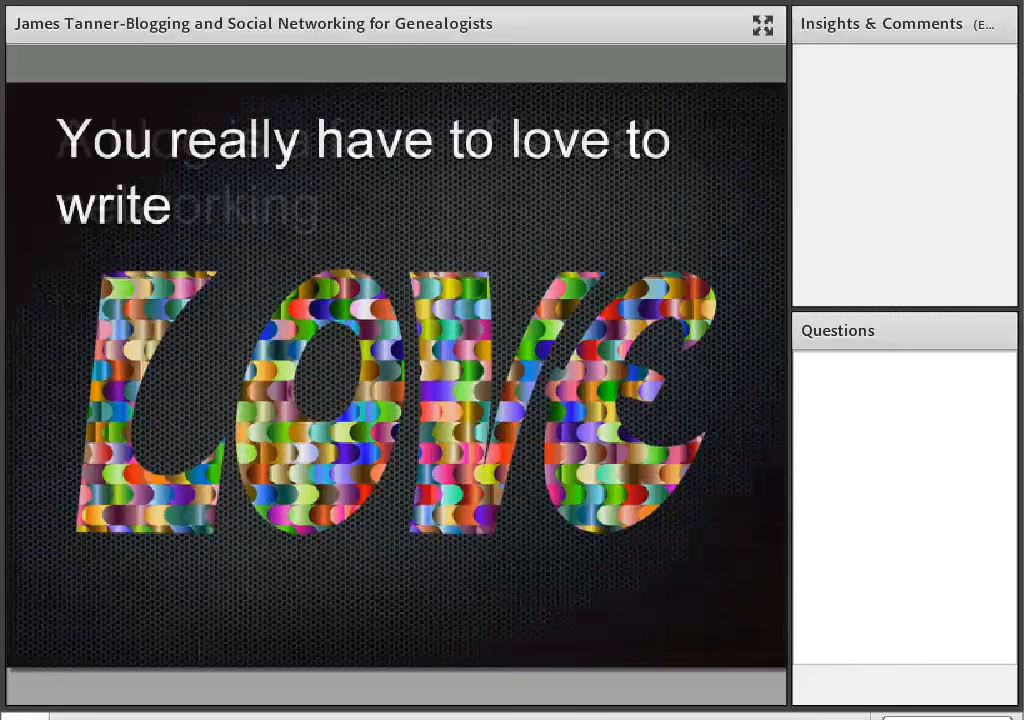 James Tanner-Blogging and Social Networking for Genealogists
Insights & Comments (E...
You really have to love to
write
LOVE
Questions